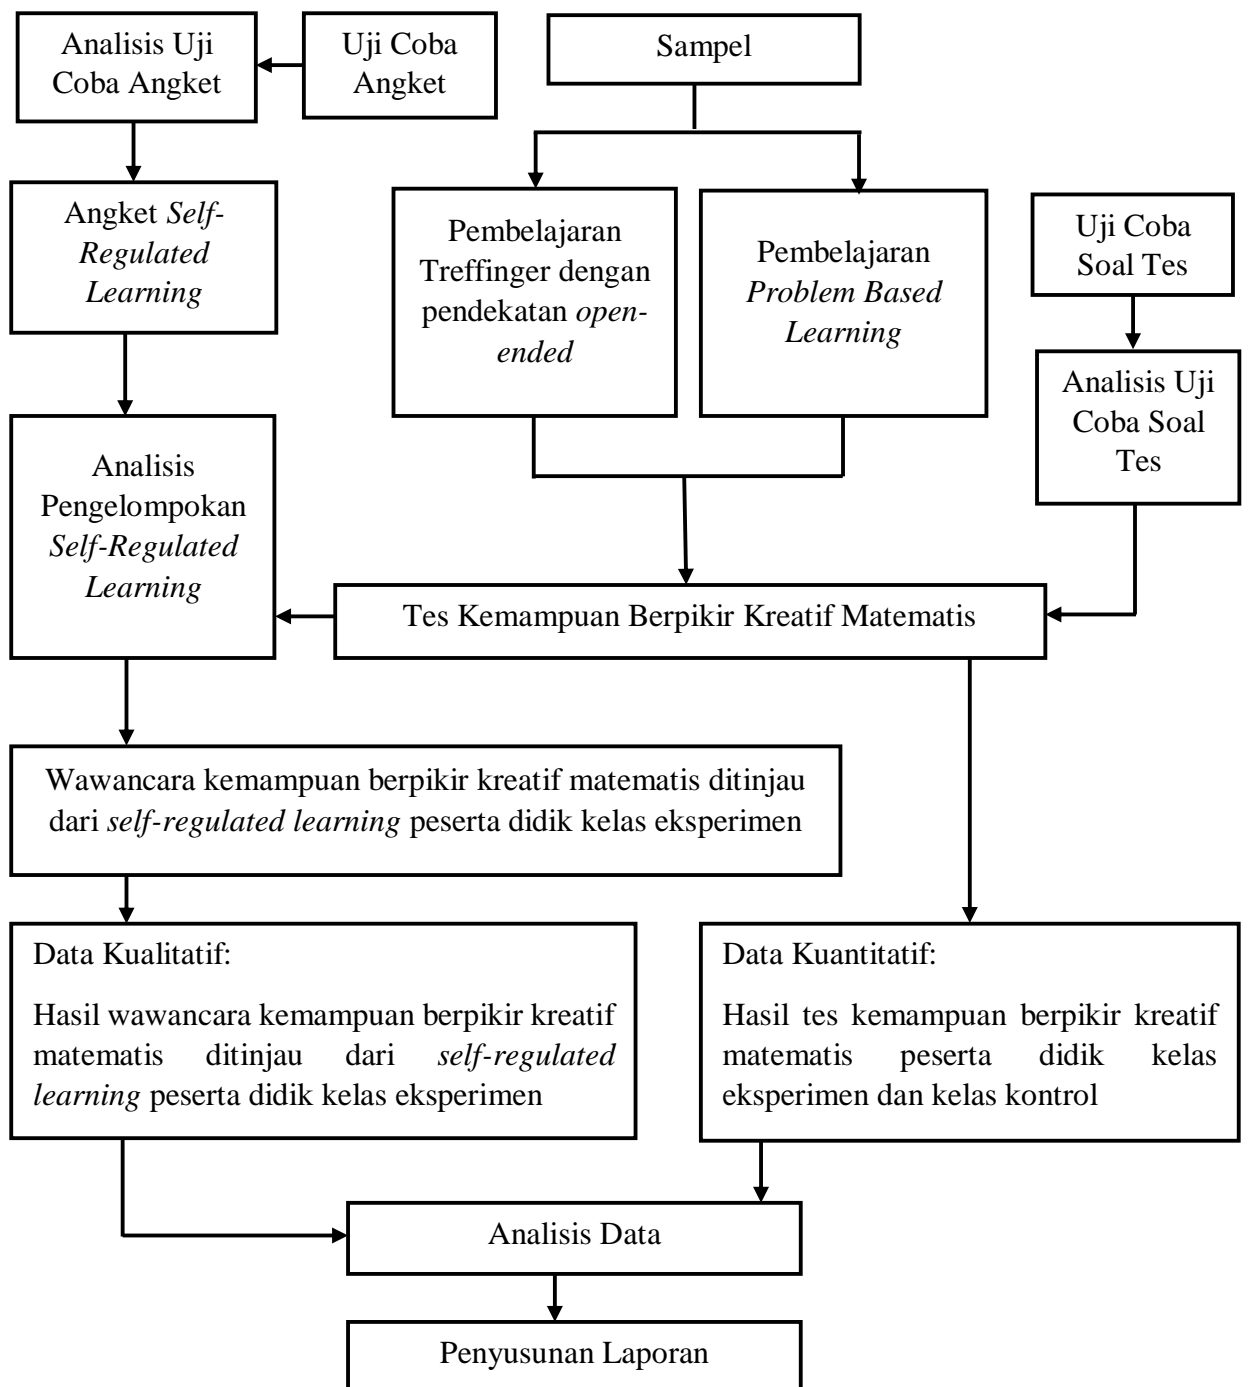 Analisis Uji
Coba Angket
Uji Coba
Angket
Sampel
Angket Self-
Regulated
Learning
Pembelajaran
Treffinger dengan
pendekatan open-
ended
Pembelajaran
Problem Based
Learning
Uji Coba
Soal Tes
Analisis Uji
Coba Soal
Tes
Analisis
Pengelompokan
Self-Regulated
Learning
Tes Kemampuan Berpikir Kreatif Matematis
Wawancara kemampuan berpikir kreatif matematis ditinjau
dari self-regulated learning peserta didik kelas eksperimen
Data Kualitatif:
Hasil wawancara kemampuan berpikir kreatif
matematis ditinjau dari self-regulated
learning peserta didik kelas eksperimen
Data Kuantitatif:
Hasil tes kemampuan berpikir kreatif
matematis peserta didik kelas
eksperimen dan kelas kontrol
Analisis Data
Penyusunan Laporan